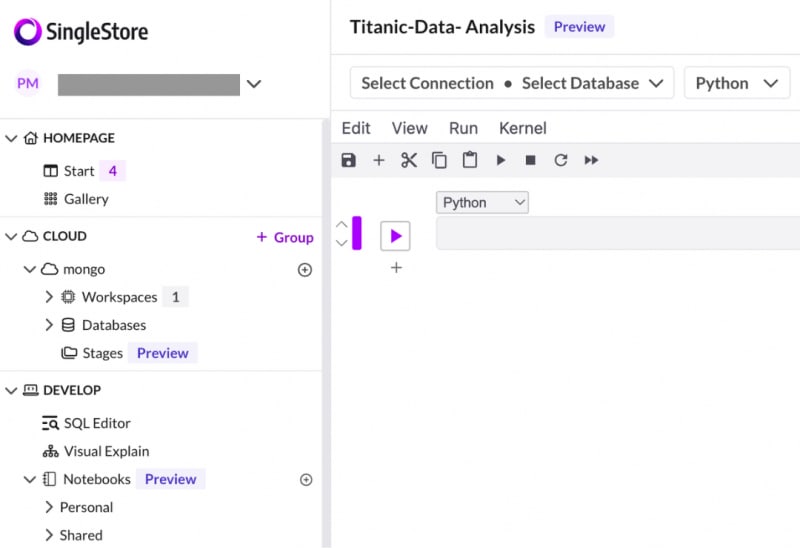 SingleStore
PM
HOMEPAGE
Start 4
Gallery
CLOUD + Group
mongo
Workspaces 1
Databases
Stages Preview
DEVELOP
SQL Editor
Visual Explain
Notebooks Preview
Personal
Shared
Titanic-Data- Analysis Preview
Select Connection • Select Database Python
Edit View Run Kernel
Python